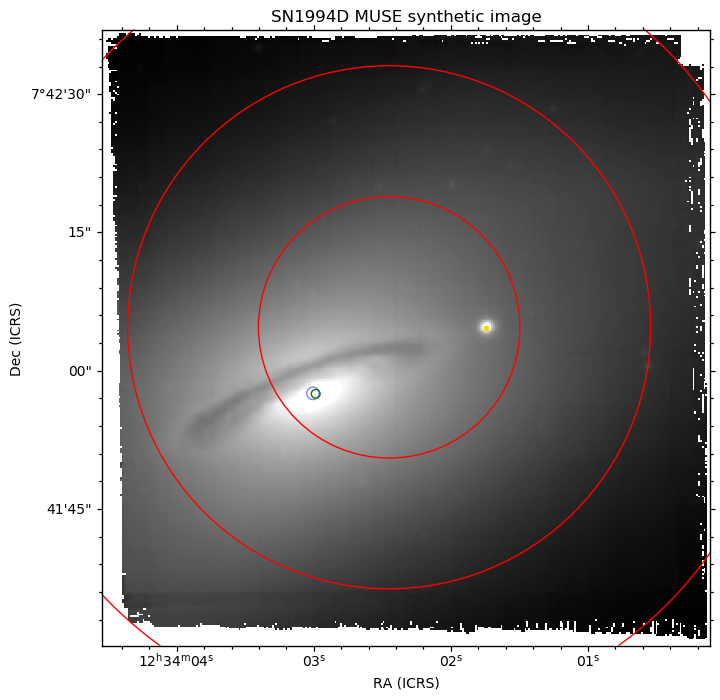 SN1994D MUSE synthetic image
7°42'30"
15"
00"
41'45"
Dec (ICRS)
12ʰ34ᵐ04ˢ
03ˢ
02ˢ
01ˢ
RA (ICRS)